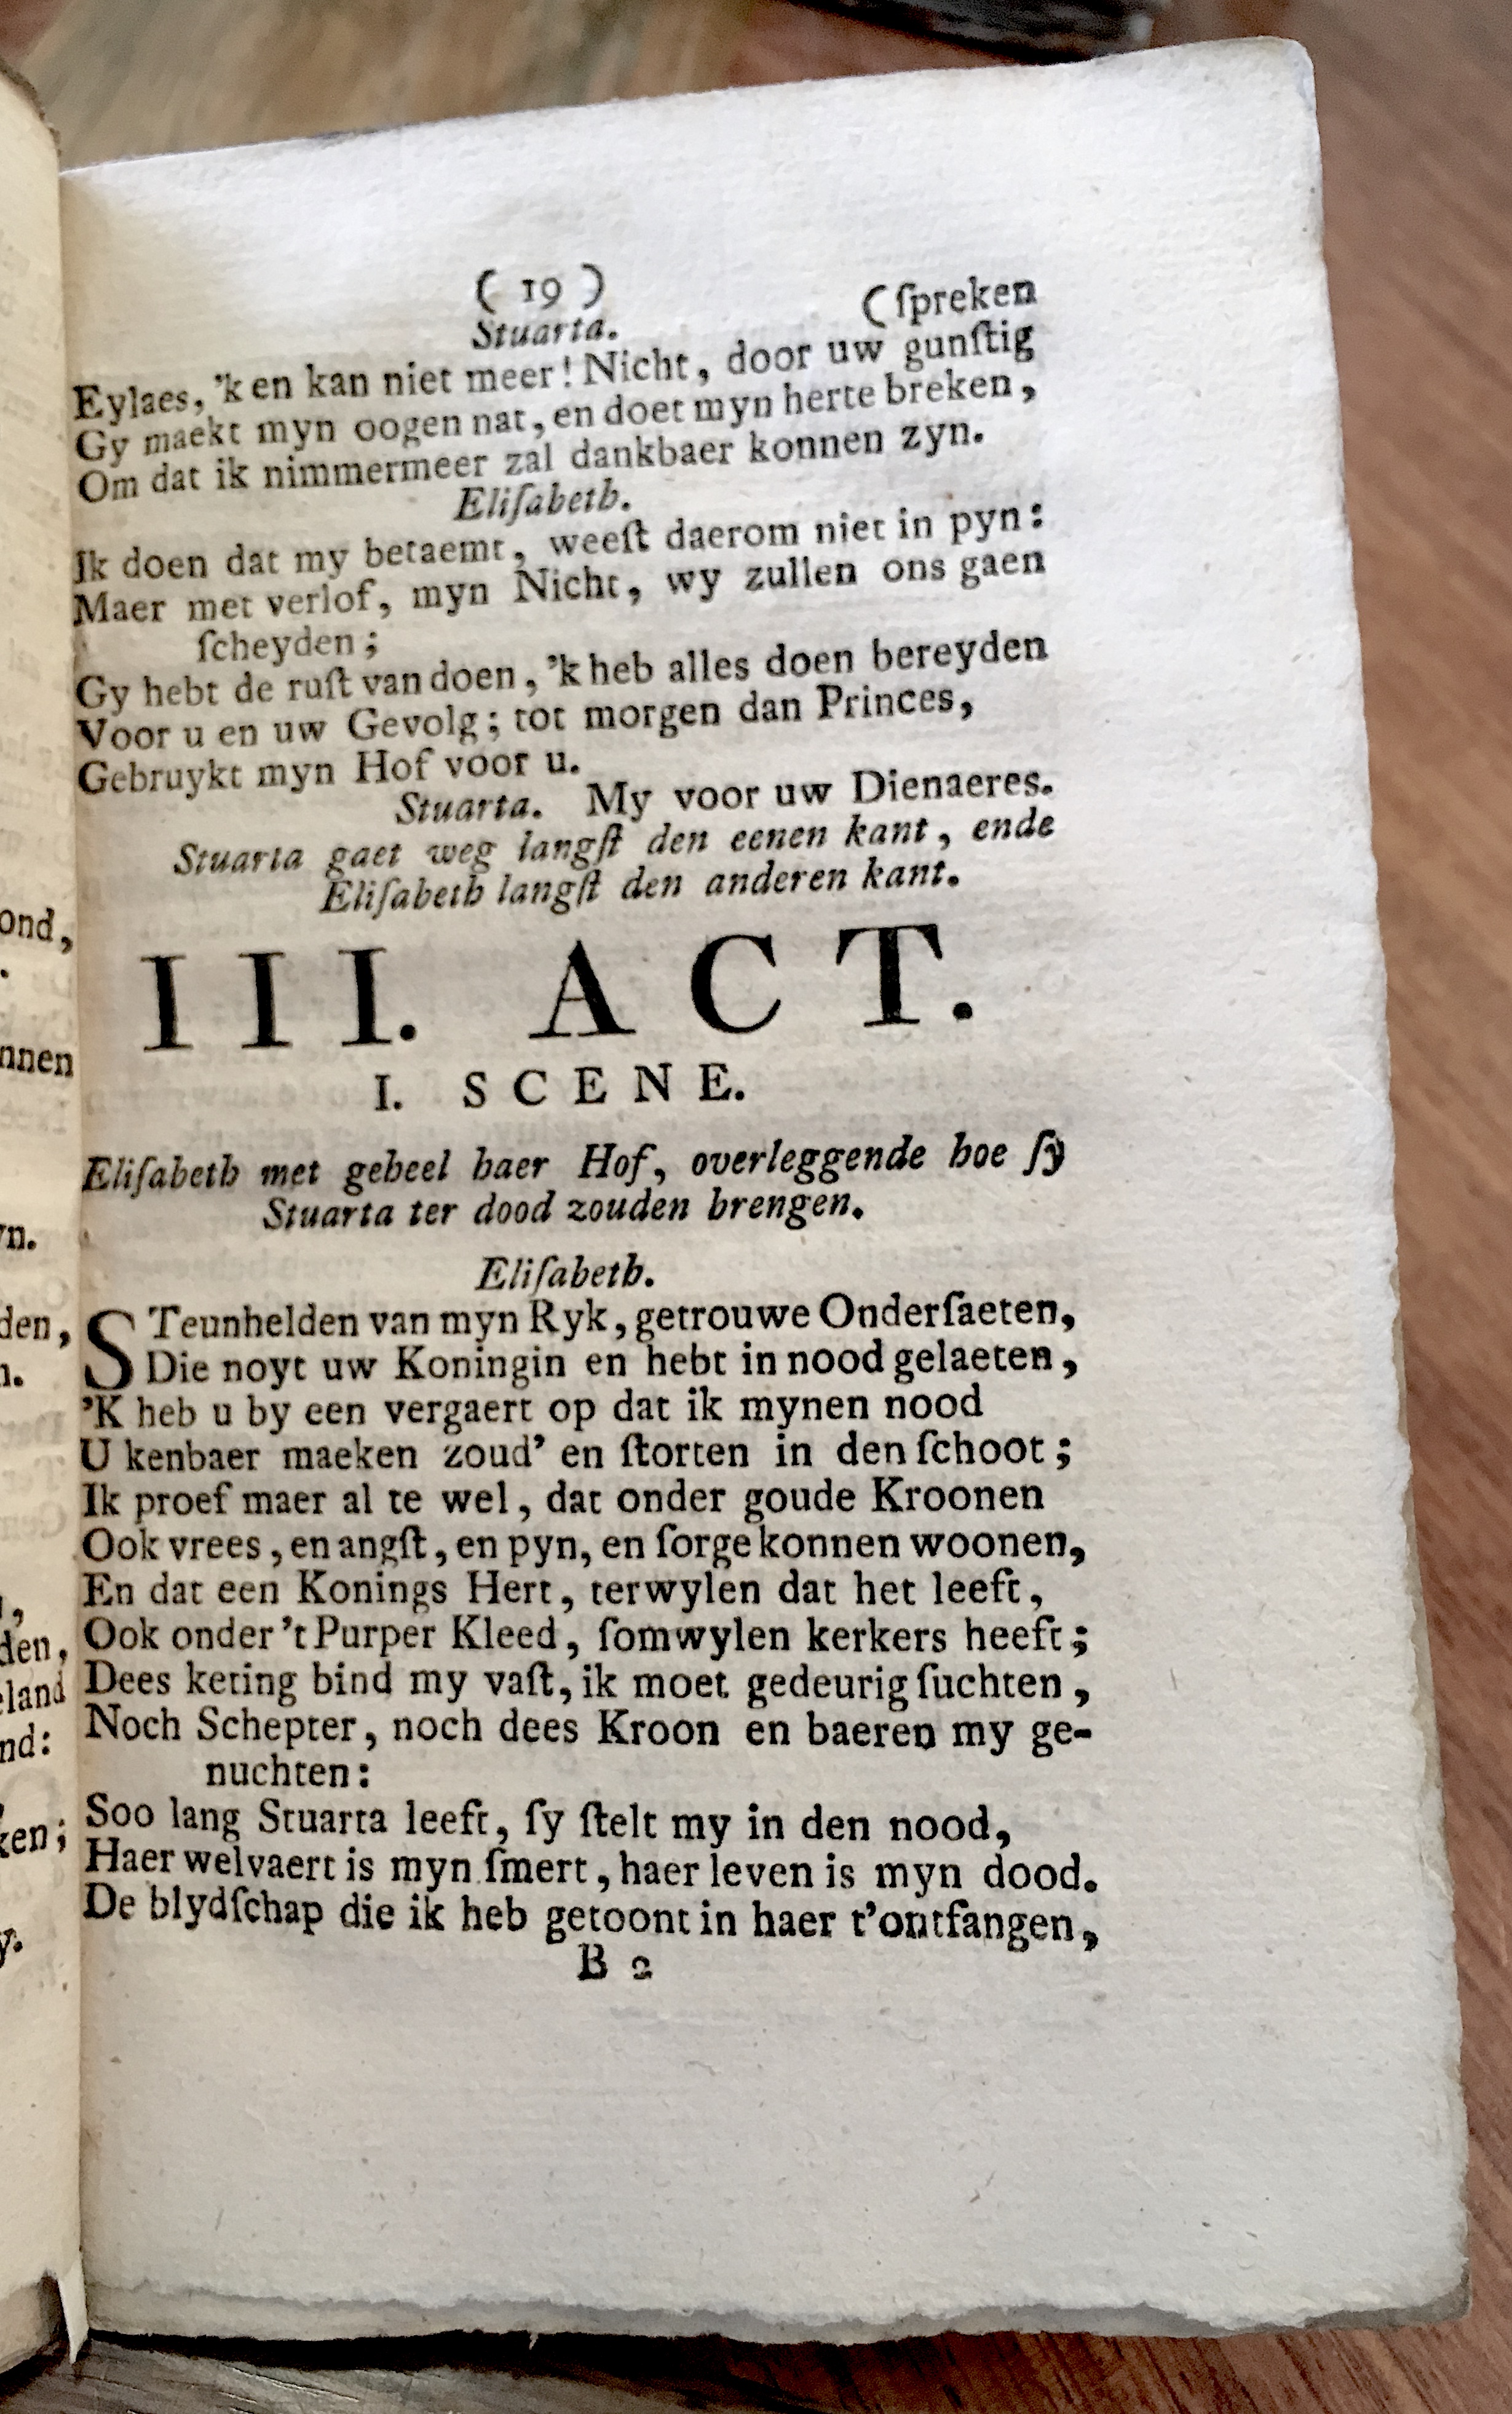 ( 19 ) (ſpreken
Stuarta.
Eylaes, 'k en kan niet meer! Nicht, door uw gunſtig
Gy maekt myn oogen nat, en doet myn herte breken,
Om dat ik nimmermeer zal dankbaer konnen zyn.
Eliſabeth.
Ik doen dat my betaemt, weeſt daerom niet in pyn:
Maer met verlof, myn Nicht, wy zullen ons gaen
ſcheyden;
Gy hebt de ruſt van doen, 'k heb alles doen bereyden
Voor u en uw Gevolg; tot morgen dan Princes,
Gebruykt myn Hof voor u.
Stuarta. My voor uw Dienaeres.
Stuarta gaet weg langſt den eenen kant, ende
Eliſabeth langſt den anderen kant.
III. ACT.
I. SCENE.
Eliſabeth met geheel haer Hof, overleggende hoe ſy
Stuarta ter dood zouden brengen.
Eliſabeth.
STeunhelden van myn Ryk, getrouwe Onderſaeten,
Die noyt uw Koningin en hebt in nood gelaeten,
'K heb u by een vergaert op dat ik mynen nood
U kenbaer maeken zoud' en ſtorten in den ſchoot;
Ik proef maer al te wel, dat onder goude Kroonen
Ook vrees, en angſt, en pyn, en ſorge konnen woonen,
En dat een Konings Hert, terwylen dat het leeft,
Ook onder 't Purper Kleed, ſomwylen kerkers heeft;
Dees keting bind my vaſt, ik moet gedeurig ſuchten,
Noch Schepter, noch dees Kroon en baeren my ge-
nuchten:
Soo lang Stuarta leeft, ſy ſtelt my in den nood,
Haer welvaert is myn ſmert, haer leven is myn dood.
De blydſchap die ik heb getoont in haer t'ontfangen,
B 2